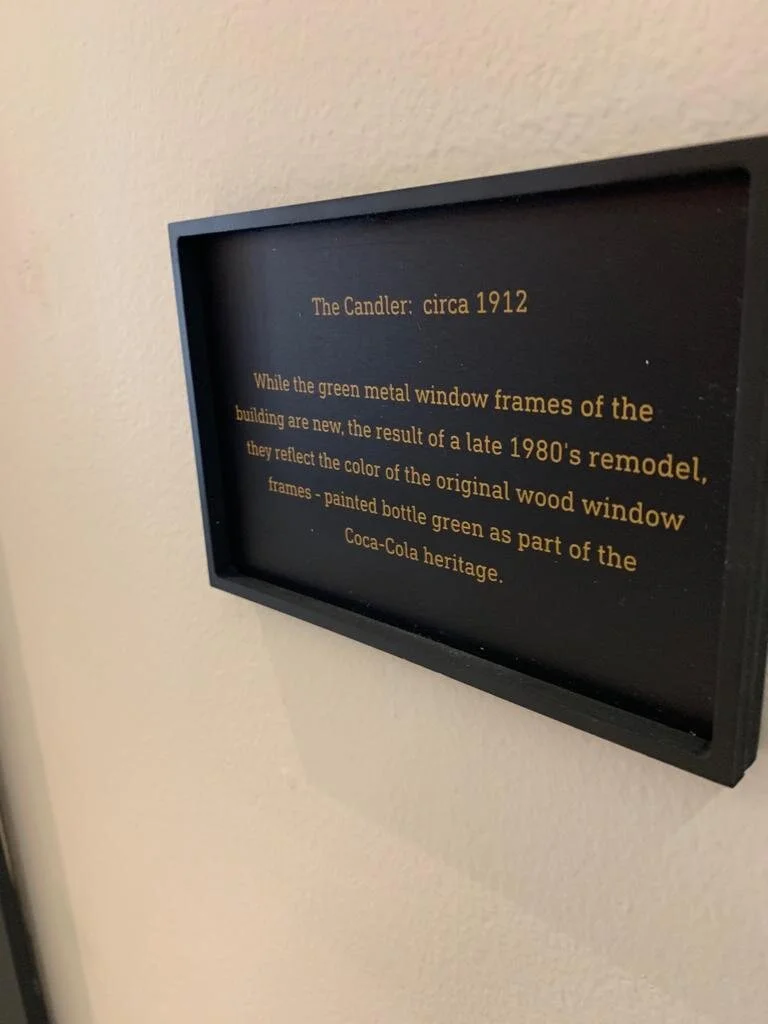 The Candler: circa 1912
While the green metal window frames of the
building are new, the result of a late 1980's remodel,
they reflect the color of the original wood window
frames - painted bottle green as part of the
Coca-Cola heritage.